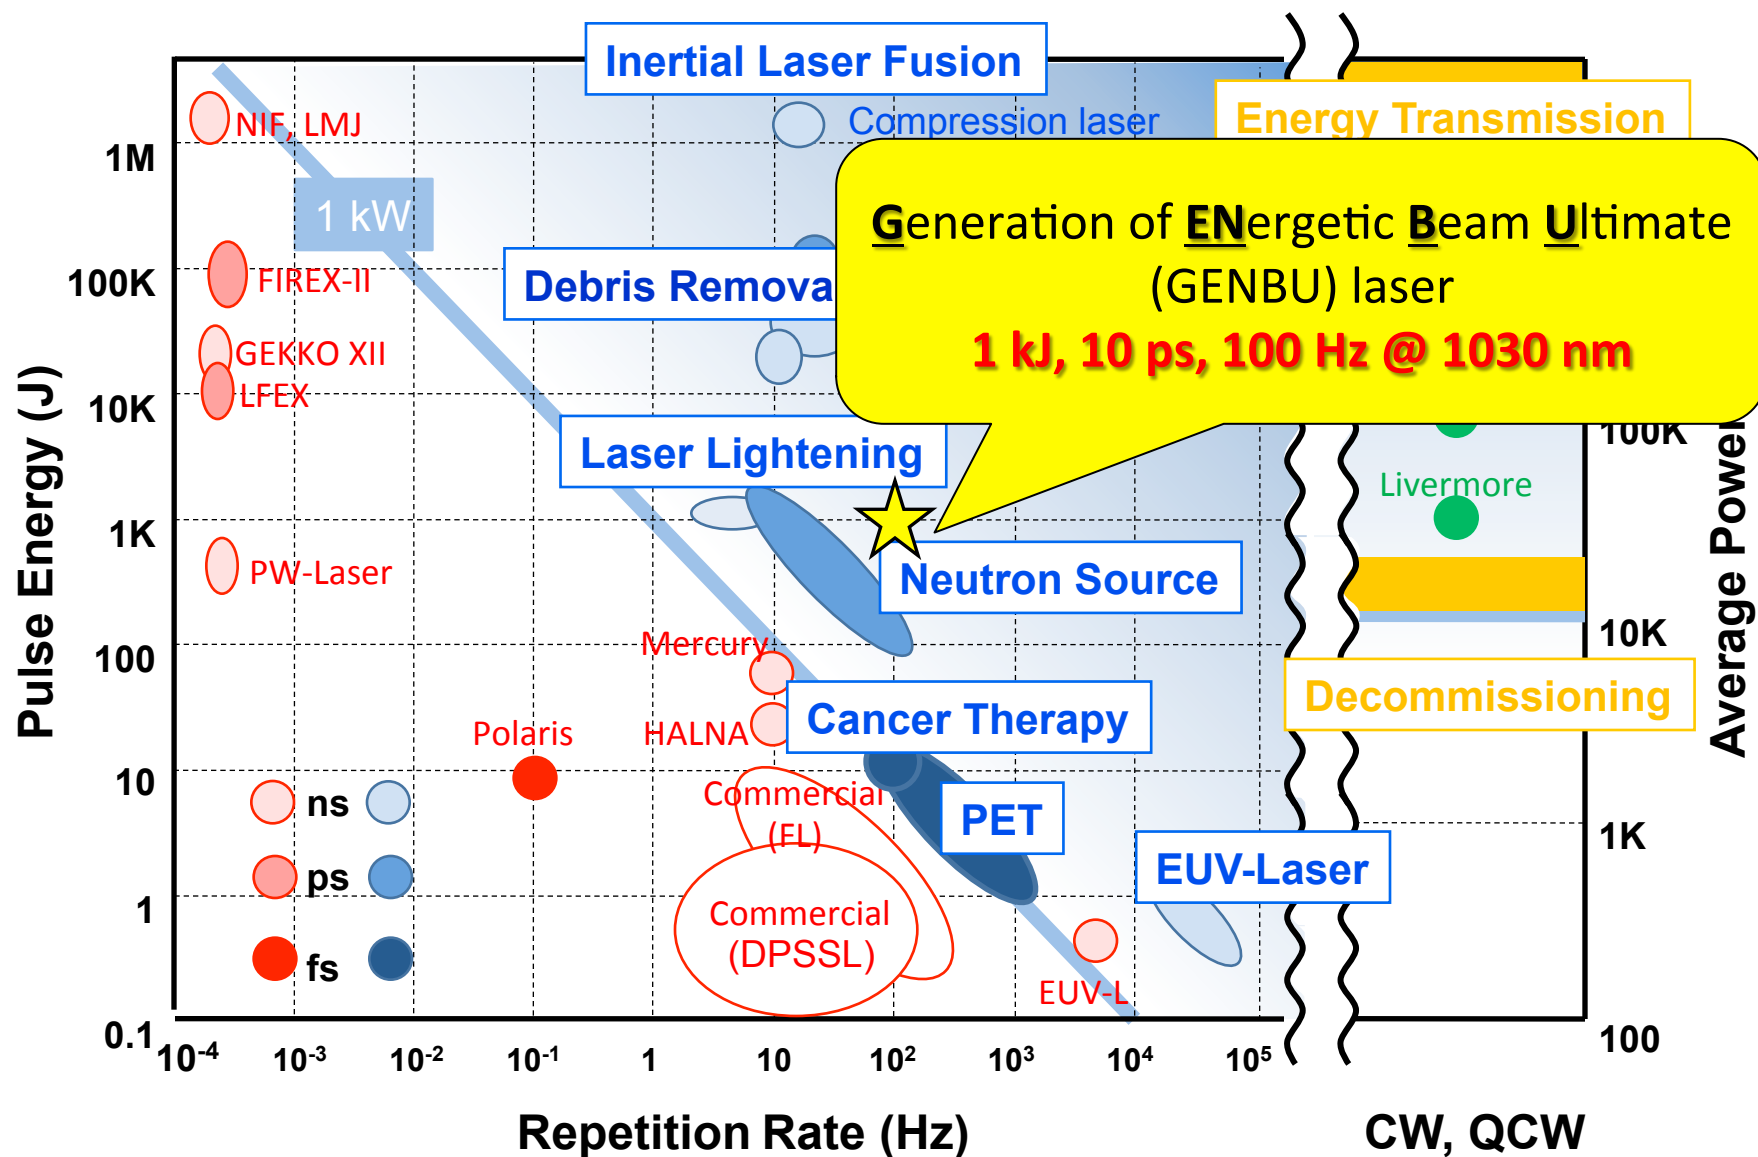 Inertial Laser Fusion
Energy Transmission
NIF, LMJ
Compression laser
1M
1 kW
Generation of ENergetic Beam Ultimate
(GENBU) laser
1 kJ, 10 ps, 100 Hz @ 1030 nm
100K
FIREX-II
Debris Remova
GEKKO XII
LFEX
10K
Laser Lightening
100K
Livermore
1K
PW-Laser
Neutron Source
Mercury
100
10K
Decommissioning
Cancer Therapy
Polaris
HALNA
10
Commercial
(FL)
PET
1K
ns
ps
fs
EUV-Laser
1
Commercial
(DPSSL)
EUV-L
0.1
100
10-4
10-3
10-2
10-1
1
10
10²
10³
10⁴
10⁵
Pulse Energy (J)
Average Power
Repetition Rate (Hz)
CW, QCW